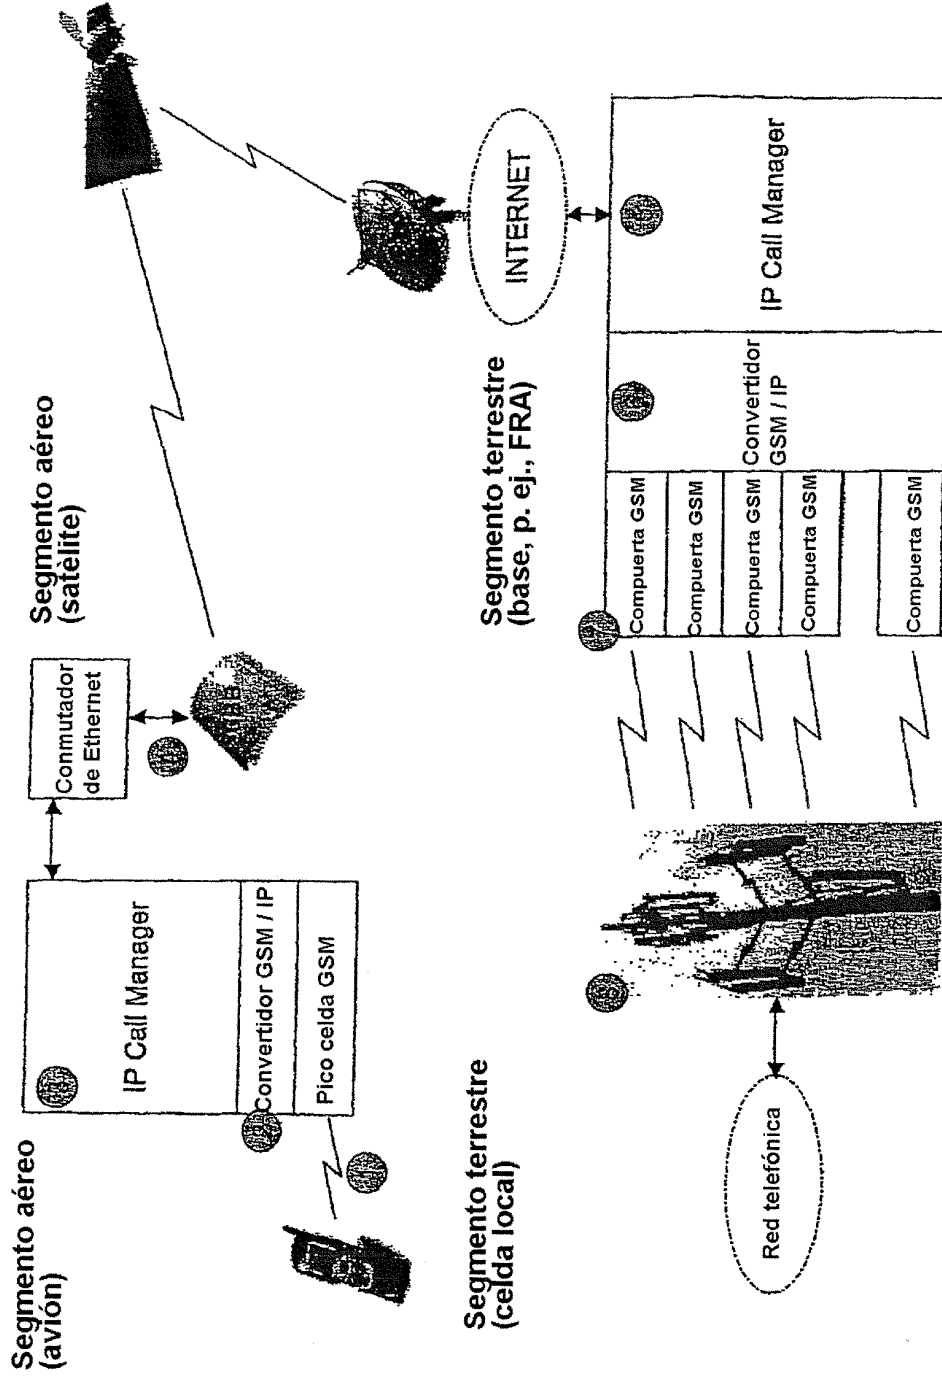 Segmento aéreo
(avión)
IP Call Manager
Convertidor GSM / IP
Pico celda GSM
Conmutador
de Ethernet
Segmento aéreo
(satèlite)
Segmento terrestre
(celda local)
Red telefónica
Segmento terrestre
(base, p. ej., FRA)
Compuerta GSM
Compuerta GSM
Compuerta GSM
Compuerta GSM
Compuerta GSM
Convertidor
GSM / IP
IP Call Manager
INTERNET